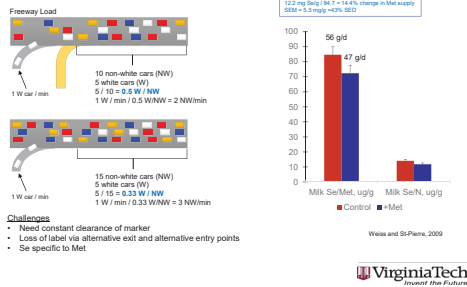 Freeway Load
1 W car / min
10 non-white cars (NW)
5 white cars (W)
5 / 10 = 0.5 W / NW
1 W / min / 0.5 W/NW = 2 NW/min
1 W car / min
15 non-white cars (NW)
5 white cars (W)
5 / 15 = 0.33 W / NW
1 W / min / 0.33 W/NW = 3 NW/min
Challenges
• Need constant clearance of marker
• Loss of label via alternative exit and alternative entry points
• Se specific to Met
12.2 mg Se/g / 84.7 = 14.4% change in Met supply
SEM = 5.3 mg/g =43% SED
100
90
80
70
60
50
40
30
20
10
0
56 g/d
47 g/d
Milk Se/Met, ug/g
Milk Se/N, ug/g
Control
+Met
Weiss and St-Pierre, 2009
VirginiaTech
Invent the Future